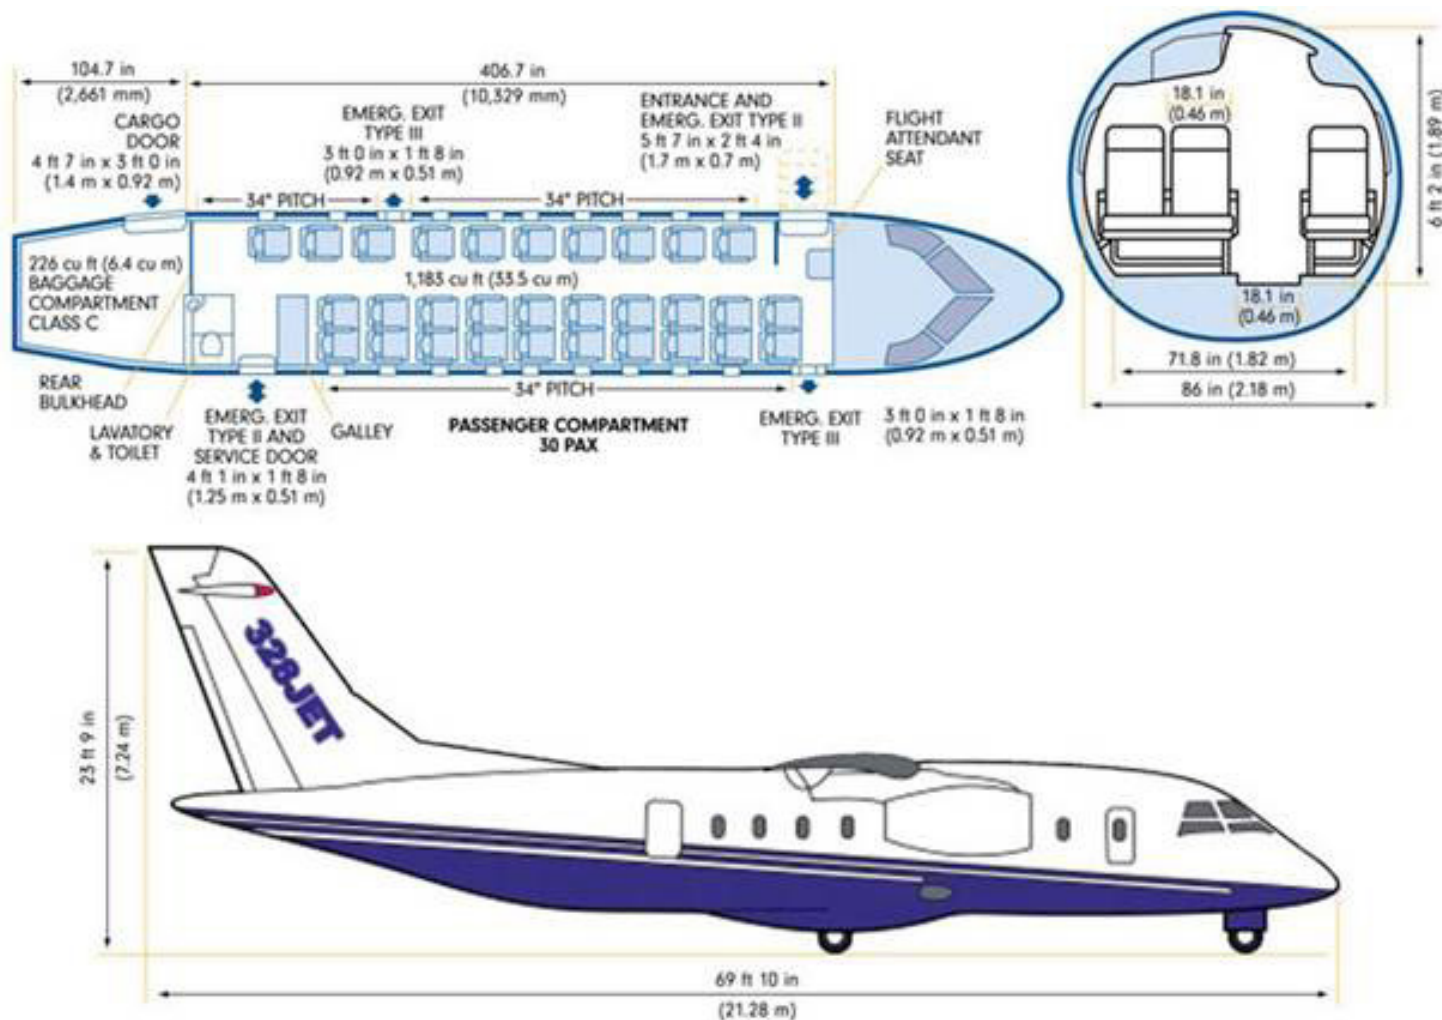 104.7 in
(2,661 mm)
406.7 in
(10,329 mm)
CARGO
DOOR
4 ft 7 in x 3 ft 0 in
(1.4 m x 0.92 m)
EMERG. EXIT
TYPE III
3 ft 0 in x 1 ft 8 in
(0.92 m x 0.51 m)
ENTRANCE AND
EMERG. EXIT TYPE II
5 ft 7 in x 2 ft 4 in
(1.7 m x 0.7 m)
FLIGHT
ATTENDANT
SEAT
34" PITCH
34" PITCH
226 cu ft (6.4 cu m)
BAGGAGE
COMPARTMENT
CLASS C
1,183 cu ft (33.5 cu m)
34" PITCH
REAR
BULKHEAD
LAVATORY
& TOILET
EMERG. EXIT
TYPE II AND
SERVICE DOOR
4 ft 1 in x 1 ft 8 in
(1.25 m x 0.51 m)
GALLEY
PASSENGER COMPARTMENT
30 PAX
EMERG. EXIT
TYPE III
3 ft 0 in x 1 ft 8 in
(0.92 m x 0.51 m)
18.1 in
(0.46 m)
6 ft 2 in (1.89 m)
18.1 in
(0.46 m)
71.8 in (1.82 m)
86 in (2.18 m)
328JET
23 ft 9 in
(7.24 m)
69 ft 10 in
(21.28 m)